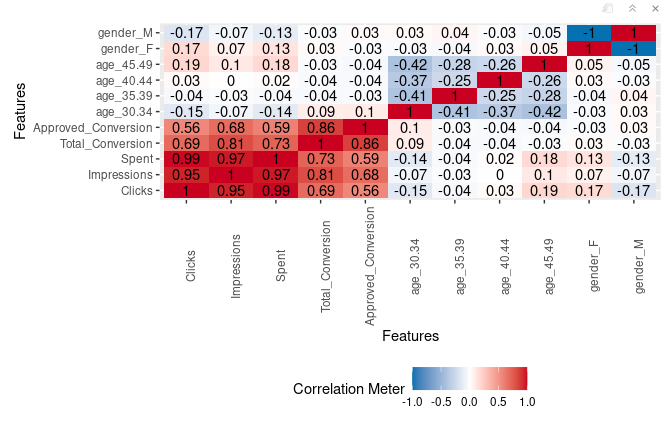 gender_M -0.17 -0.07 -0.13 -0.03 0.03 0.03 0.04 -0.03 -0.05 -1 1
gender_F 0.17 0.07 0.13 0.03 -0.03 -0.03 -0.04 0.03 0.05 1 -1
age_45.49 0.19 0.1 0.18 -0.03 -0.04 -0.42 -0.28 -0.26 1 0.05 -0.05
age_40.44 0.03 0 0.02 -0.04 -0.04 -0.37 -0.25 1 -0.26 0.03 -0.03
age_35.39 -0.04 -0.03 -0.04 -0.04 -0.03 -0.41 1 -0.25 -0.28 -0.04 0.04
age_30.34 -0.15 -0.07 -0.14 0.09 0.1 1 -0.41 -0.37 -0.42 -0.03 0.03
Approved_Conversion 0.56 0.68 0.59 0.86 1 0.1 -0.03 -0.04 -0.04 -0.03 0.03
Total_Conversion 0.69 0.81 0.73 1 0.86 0.09 -0.04 -0.04 -0.03 0.03 -0.03
Spent 0.99 0.97 1 0.73 0.59 -0.14 -0.04 0.02 0.18 0.13 -0.13
Impressions 0.95 1 0.97 0.81 0.68 -0.07 -0.03 0 0.1 0.07 -0.07
Clicks 1 0.95 0.99 0.69 0.56 -0.15 -0.04 0.03 0.19 0.17 -0.17
Features
Clicks Impressions Spent Total_Conversion Approved_Conversion age_30.34 age_35.39 age_40.44 age_45.49 gender_F gender_M
Features
Correlation Meter
-1.0 -0.5 0.0 0.5 1.0